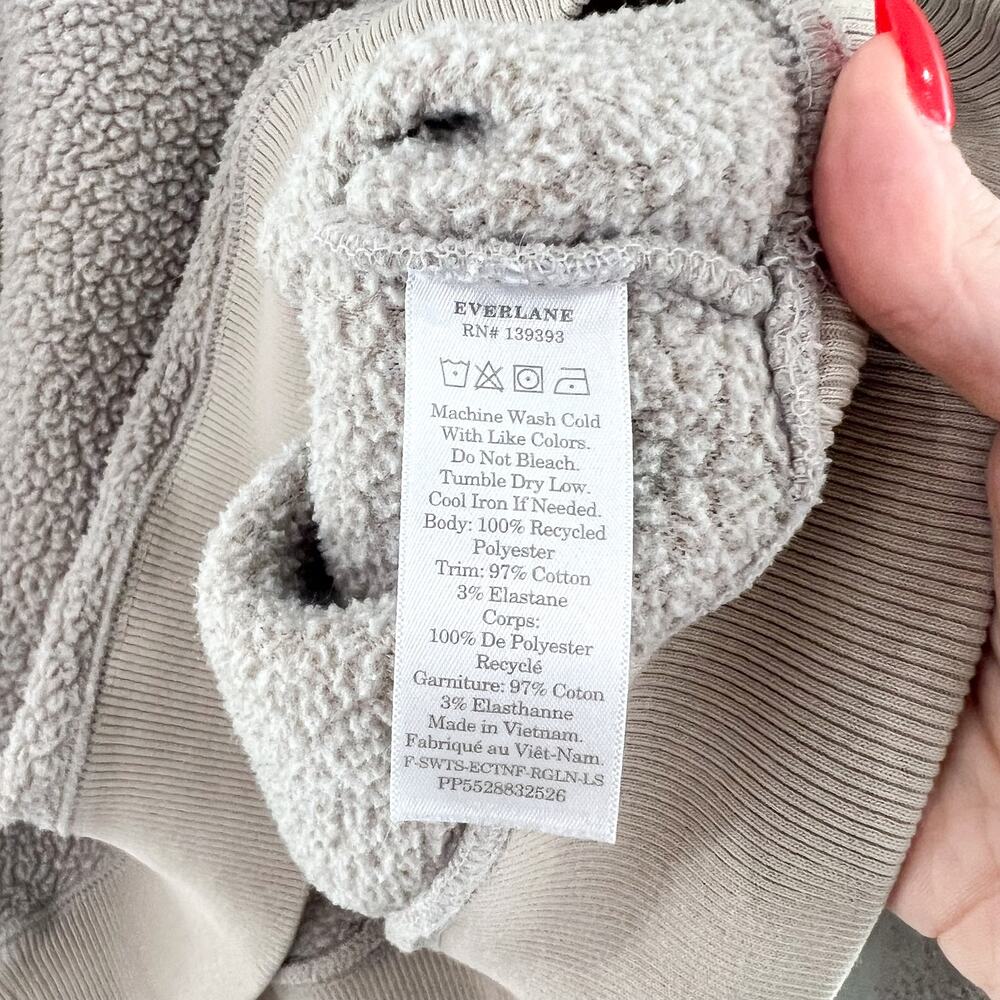 EVERLANE
RN# 139393
Machine Wash Cold
With Like Colors.
Do Not Bleach.
Tumble Dry Low.
Cool Iron If Needed.
Body: 100% Recycled
Polyester
Trim: 97% Cotton
3% Elastane
Corps:
100% De Polyester
Recyclé
Garniture: 97% Coton
3% Elasthanne
Made in Vietnam.
Fabriqué au Viêt-Nam.
F-SWTS-ECTNF-RGLN-LS
PP5528832526